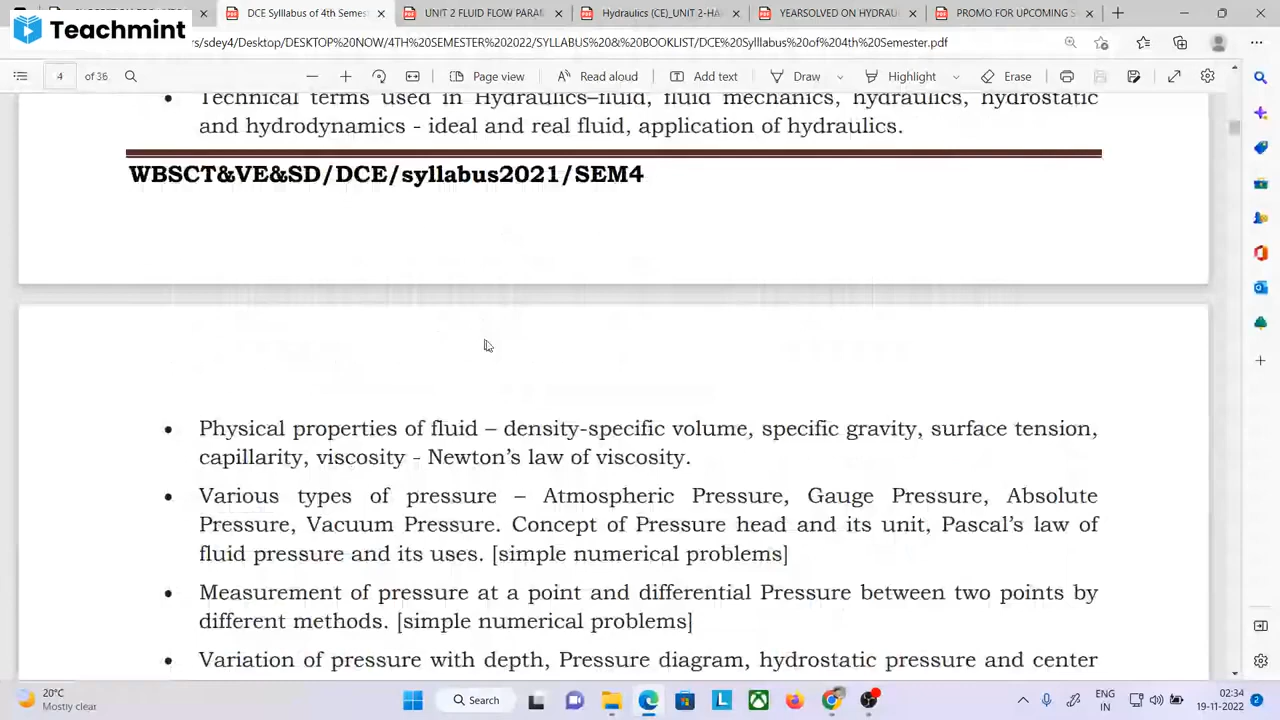 DCE Sylllabus of 4th Semes
UNIT 2 FLUID FLOW PARAM
Hydraulics (CE)_UNIT 2-HA
REVISED ON HYDRAULICS
PROMO FOR LEARNING S
Teachmint
rs/sdey4/Desktop/DESKTOP%20NOW/4TH%20SEMESTER%202022/SYLLABUS%20&%20BOOKLIST/DCE%20Sylllabus%20of%204th%20Semester.pdf
4 of 36 Page view Read aloud Add text Draw Highlight Erase
• Technical terms used in Hydraulics–fluid, fluid mechanics, hydraulics, hydrostatic
and hydrodynamics - ideal and real fluid, application of hydraulics.
WBSCT&VE&SD/DCE/syllabus2021/SEM4
• Physical properties of fluid – density-specific volume, specific gravity, surface tension,
capillarity, viscosity - Newton's law of viscosity.
• Various types of pressure – Atmospheric Pressure, Gauge Pressure, Absolute
Pressure, Vacuum Pressure. Concept of Pressure head and its unit, Pascal's law of
fluid pressure and its uses. [simple numerical problems]
• Measurement of pressure at a point and differential Pressure between two points by
different methods. [simple numerical problems]
• Variation of pressure with depth, Pressure diagram, hydrostatic pressure and center
20°C
Mostly clear
Search
ENG
IN
02:34
19-11-2022
2